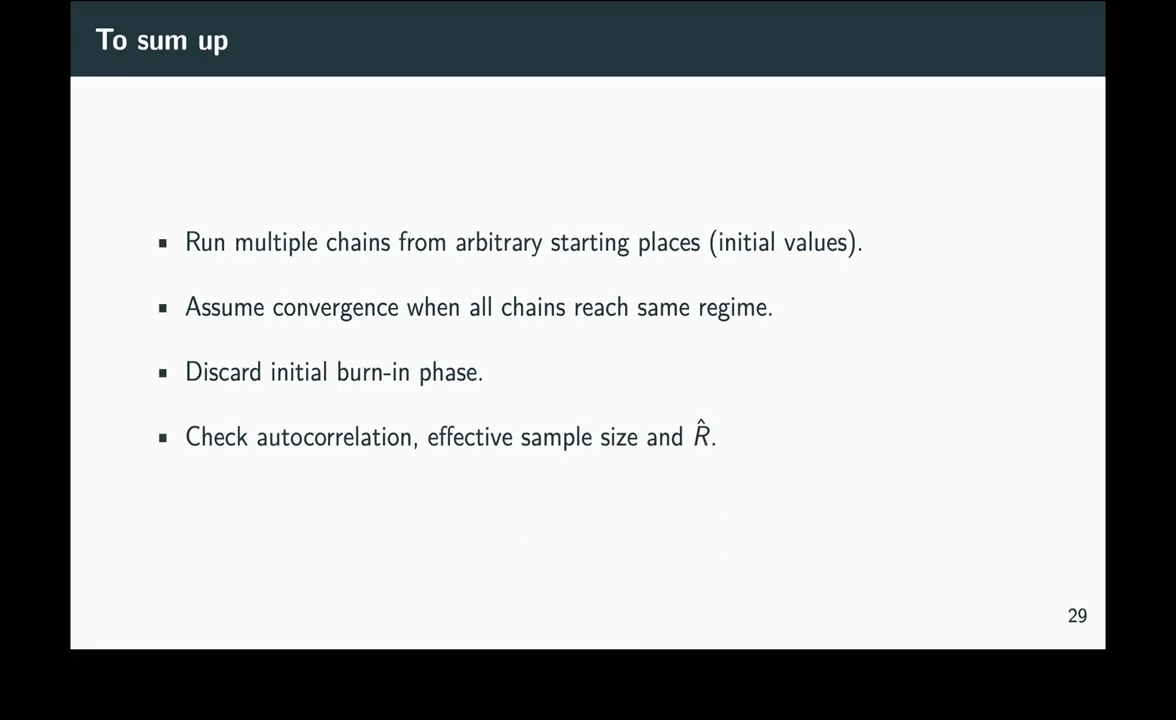 To sum up
▪ Run multiple chains from arbitrary starting places (initial values).
▪ Assume convergence when all chains reach same regime.
▪ Discard initial burn-in phase.
▪ Check autocorrelation, effective sample size and R̂.
29